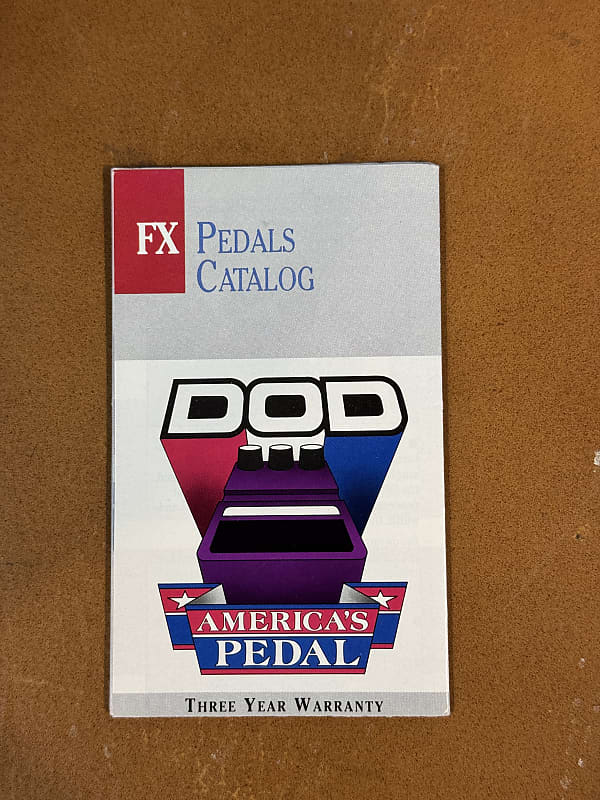 FX
PEDALS
CATALOG
DOD
AMERICA'S
PEDAL
THREE YEAR WARRANTY